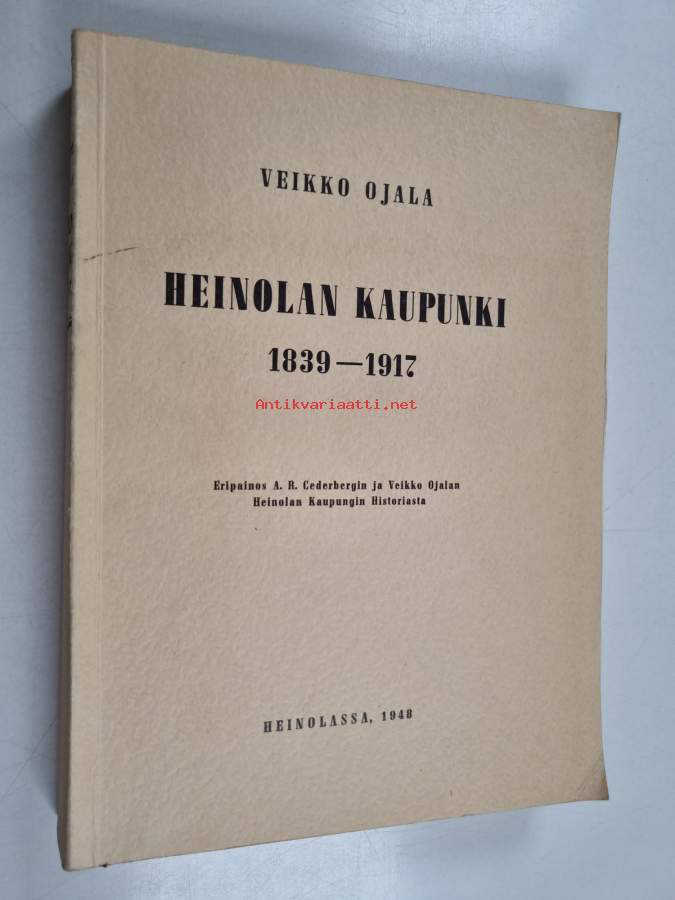 VEIKKO OJALA
HEINOLAN KAUPUNKI
1839—1917
Antikvariaatti.net
Eripainos A. R. Cederbergin ja Veikko Ojalan
Heinolan Kaupungin Historiasta
HEINOLASSA, 1948